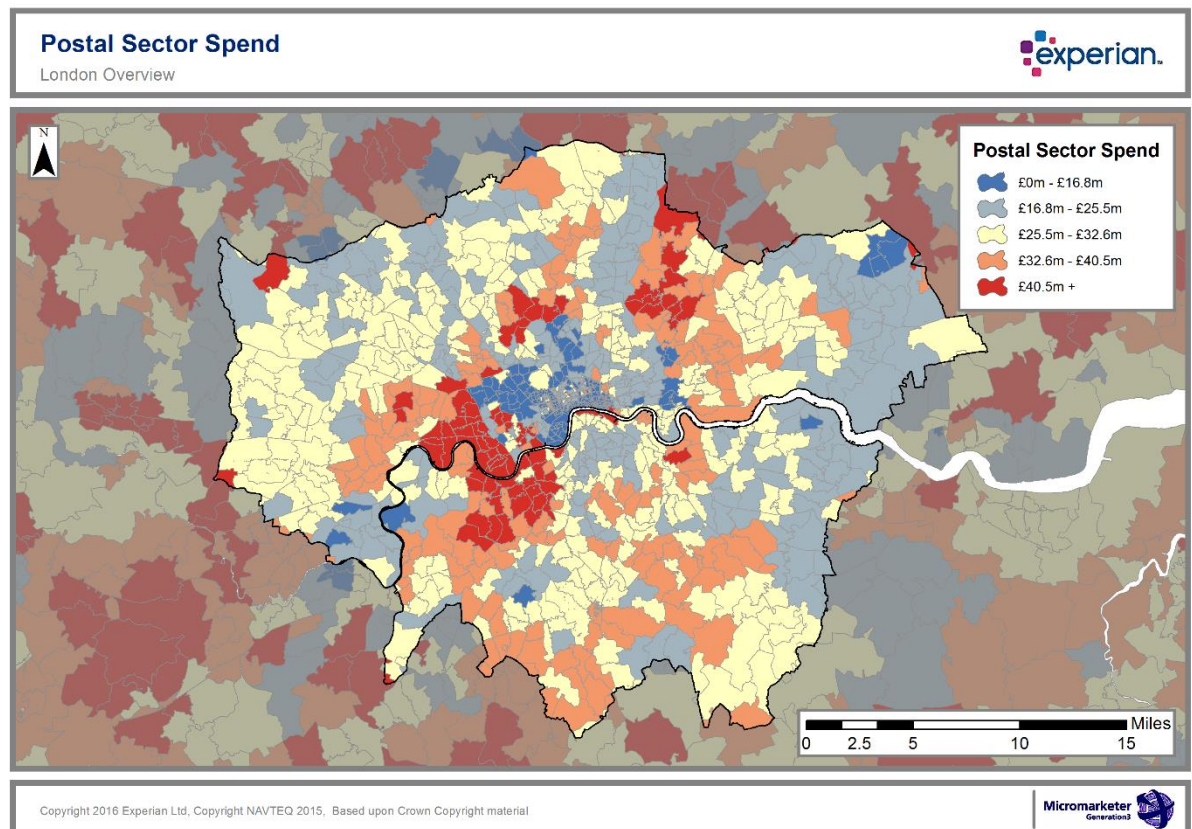 Postal Sector Spend
London Overview
experian™
N
Postal Sector Spend
£0m - £16.8m
£16.8m - £25.5m
£25.5m - £32.6m
£32.6m - £40.5m
£40.5m +
Miles
0 2.5 5 10 15
Copyright 2016 Experian Ltd, Copyright NAVTEQ 2015, Based upon Crown Copyright material
Micromarketer
Generation3